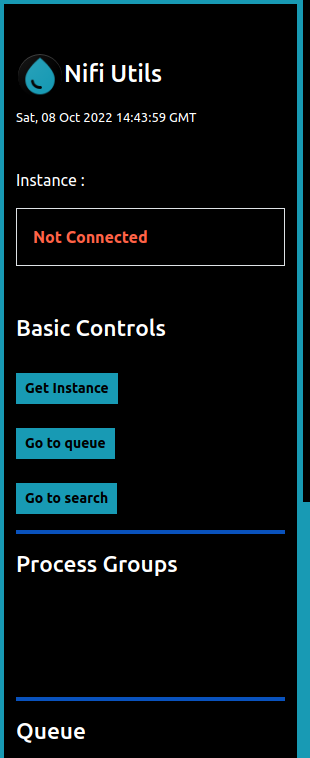 Nifi Utils
Sat, 08 Oct 2022 14:43:59 GMT
Instance :
Not Connected
Basic Controls
Get Instance
Go to queue
Go to search
Process Groups
Queue